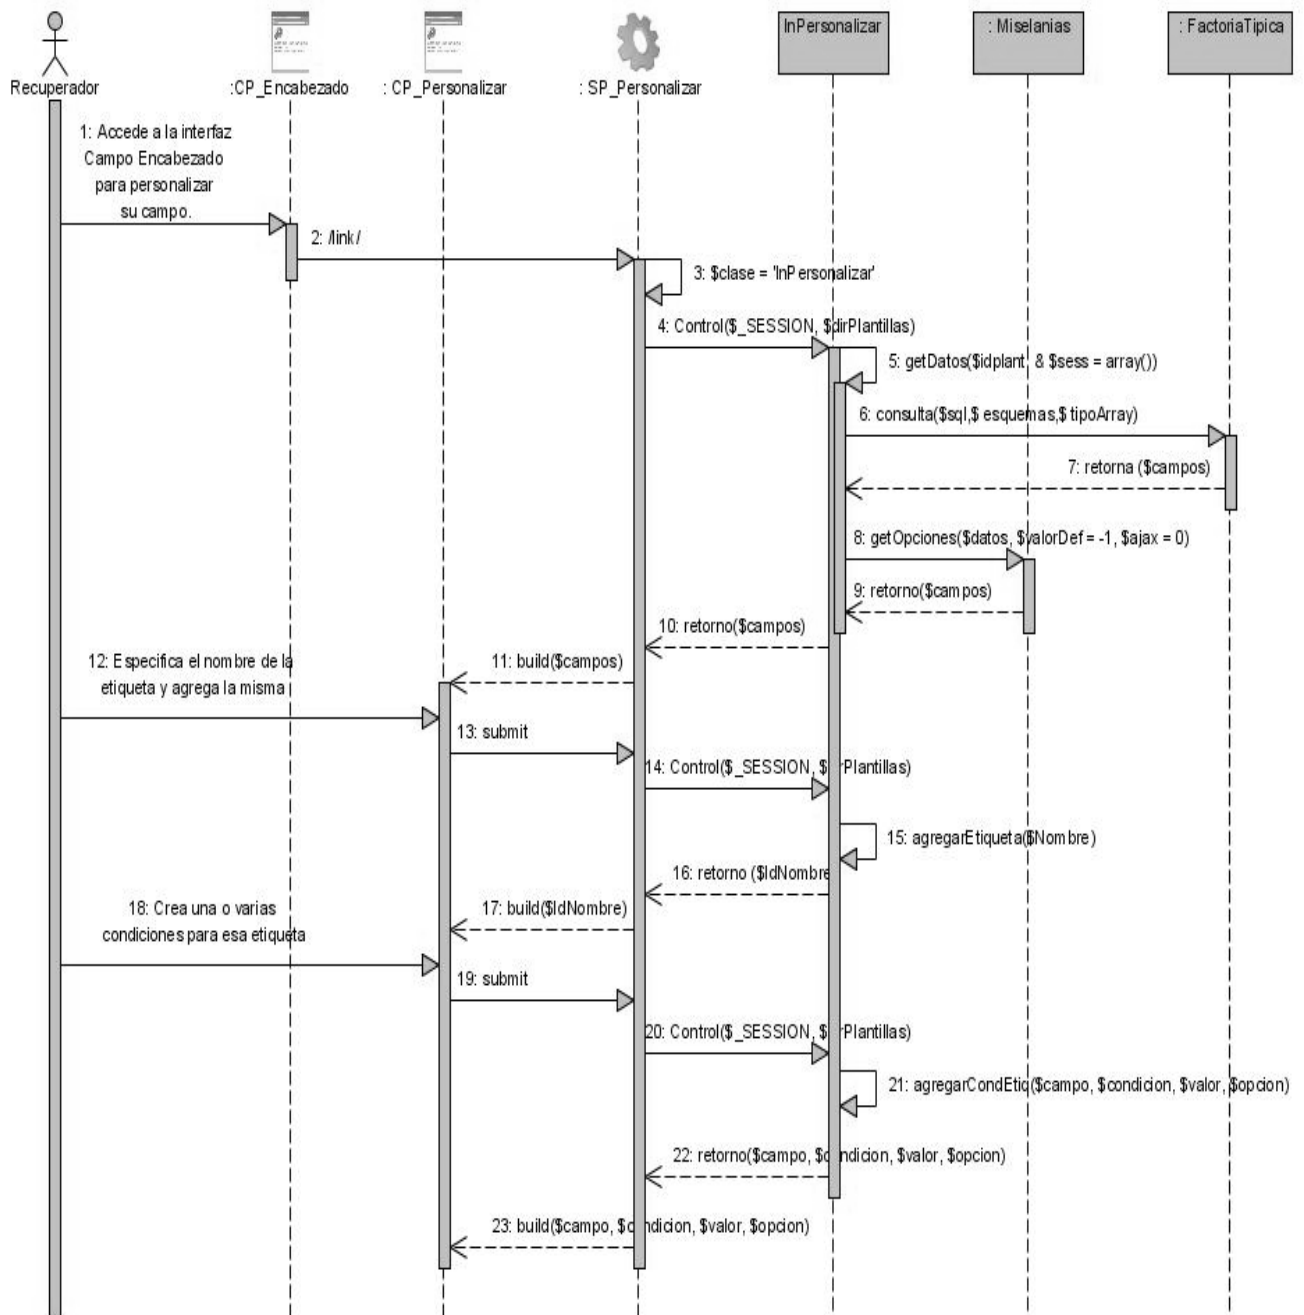 InPersonalizar
: Miselanias
: FactoriaTipica
Recuperador
:CP_Encabezado
: CP_Personalizar
: SP_Personalizar
1: Accede a la interfaz
Campo Encabezado
para personalizar
su campo.
2: /link/
3: $clase = 'InPersonalizar'
4: Control($_SESSION, $dirPlantillas)
5: getDatos($idplant, & $sess = array())
6: consulta($sql,$ esquemas,$ tipoArray)
7: retorna ($campos)
8: getOpciones($datos, $valorDef = -1, $ajax = 0)
9: retorno($campos)
10: retorno($campos)
11: build($campos)
12: Especifica el nombre de la
etiqueta y agrega la misma
13: submit
14: Control($_SESSION, $dirPlantillas)
15: agregarEtiqueta($Nombre)
16: retorno ($IdNombre
17: build($IdNombre)
18: Crea una o varias
condiciones para esa etiqueta
19: submit
20: Control($_SESSION, $dirPlantillas)
21: agregarCondEtiq($campo, $condicion, $valor, $opcion)
22: retorno($campo, $condicion, $valor, $opcion)
23: build($campo, $condicion, $valor, $opcion)